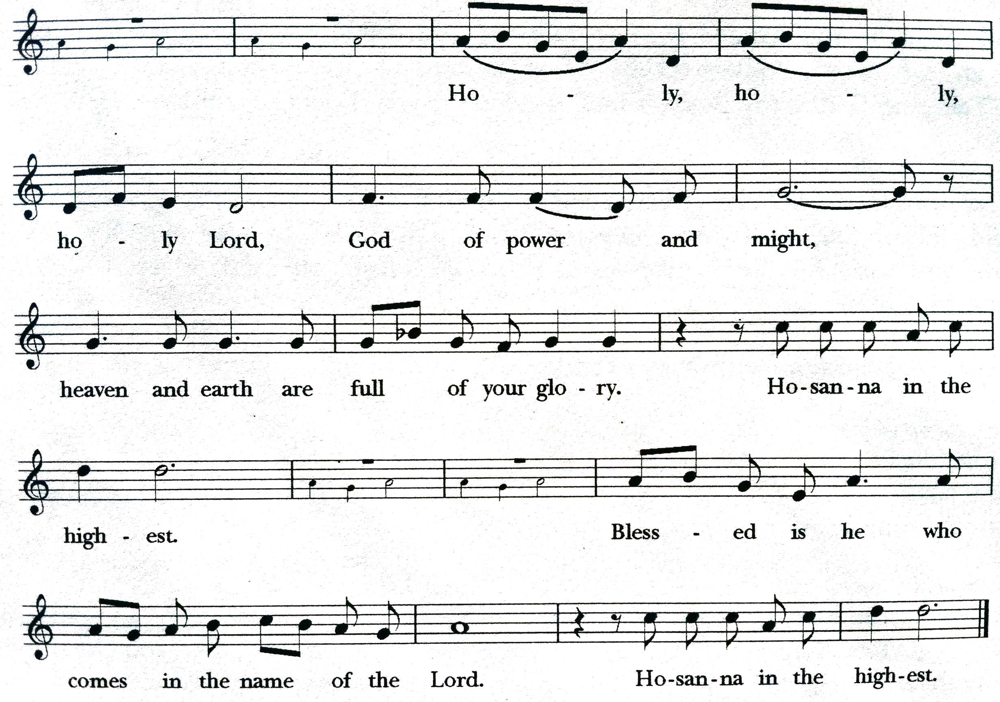 Ho - ly, ho - ly,
ho - ly Lord, God of power and might,
heaven and earth are full of your glo - ry. Ho-san-na in the
high - est. Bless - ed is he who
comes in the name of the Lord. Ho-san-na in the high-est.